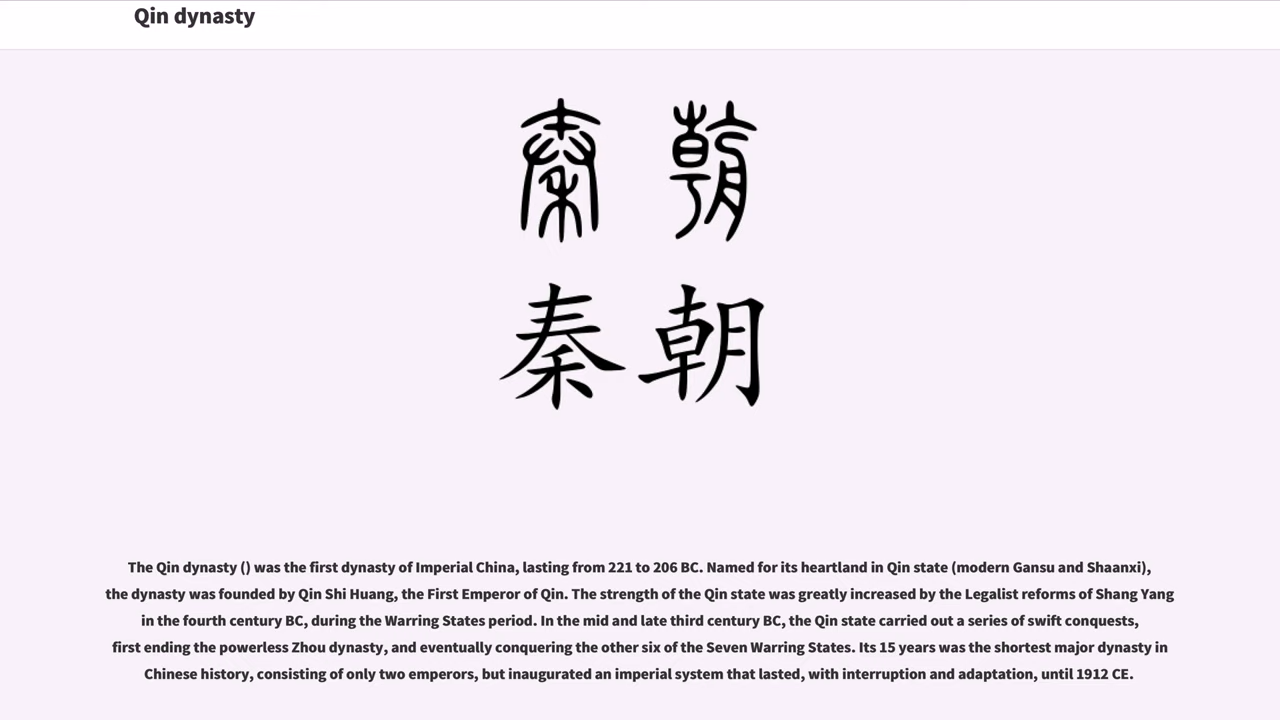 Qin dynasty
秦朝
秦朝
The Qin dynasty () was the first dynasty of Imperial China, lasting from 221 to 206 BC. Named for its heartland in Qin state (modern Gansu and Shaanxi),
the dynasty was founded by Qin Shi Huang, the First Emperor of Qin. The strength of the Qin state was greatly increased by the Legalist reforms of Shang Yang
in the fourth century BC, during the Warring States period. In the mid and late third century BC, the Qin state carried out a series of swift conquests,
first ending the powerless Zhou dynasty, and eventually conquering the other six of the Seven Warring States. Its 15 years was the shortest major dynasty in
Chinese history, consisting of only two emperors, but inaugurated an imperial system that lasted, with interruption and adaptation, until 1912 CE.